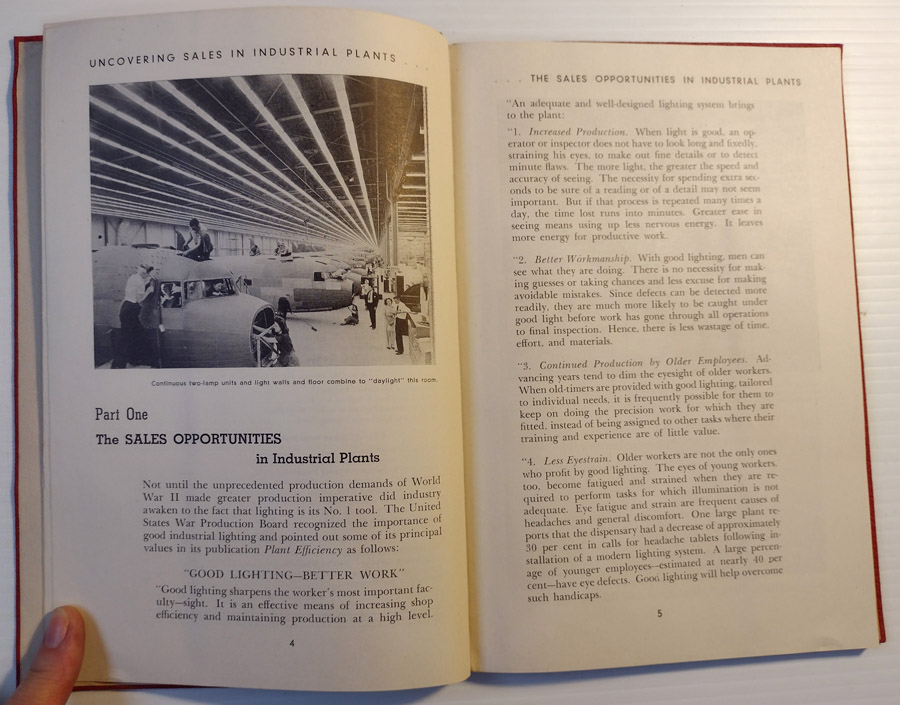 UNCOVERING SALES IN INDUSTRIAL PLANTS . . .
Continuous two-lamp units and light walls and floor combine to "daylight" this room.
Part One
The SALES OPPORTUNITIES
in Industrial Plants
Not until the unprecedented production demands of World
War II made greater production imperative did industry
awaken to the fact that lighting is its No. 1 tool. The United
States War Production Board recognized the importance of
good industrial lighting and pointed out some of its principal
values in its publication Plant Efficiency as follows:
"GOOD LIGHTING—BETTER WORK"
"Good lighting sharpens the worker's most important fac-
ulty—sight. It is an effective means of increasing shop
efficiency and maintaining production at a high level.
4
. . . . THE SALES OPPORTUNITIES IN INDUSTRIAL PLANTS
"An adequate and well-designed lighting system brings
to the plant:
"1. Increased Production. When light is good, an op-
erator or inspector does not have to look long and fixedly,
straining his eyes, to make out fine details or to detect
minute flaws. The more light, the greater the speed and
accuracy of seeing. The necessity for spending extra sec-
onds to be sure of a reading or of a detail may not seem
important. But if that process is repeated many times a
day, the time lost runs into minutes. Greater ease in
seeing means using up less nervous energy. It leaves
more energy for productive work.
"2. Better Workmanship. With good lighting, men can
see what they are doing. There is no necessity for mak-
ing guesses or taking chances and less excuse for making
avoidable mistakes. Since defects can be detected more
readily, they are much more likely to be caught under
good light before work has gone through all operations
to final inspection. Hence, there is less wastage of time,
effort, and materials.
"3. Continued Production by Older Employees. Ad-
vancing years tend to dim the eyesight of older workers.
When old-timers are provided with good lighting, tailored
to individual needs, it is frequently possible for them to
keep on doing the precision work for which they are
fitted, instead of being assigned to other tasks where their
training and experience are of little value.
"4. Less Eyestrain. Older workers are not the only ones
who profit by good lighting. The eyes of young workers,
too, become fatigued and strained when they are re-
quired to perform tasks for which illumination is not
adequate. Eye fatigue and strain are frequent causes of
headaches and general discomfort. One large plant re-
ports that the dispensary had a decrease of approximately
30 per cent in calls for headache tablets following in-
stallation of a modern lighting system. A large percen-
age of younger employees—estimated at nearly 40 per
cent—have eye defects. Good lighting will help overcome
such handicaps.
5